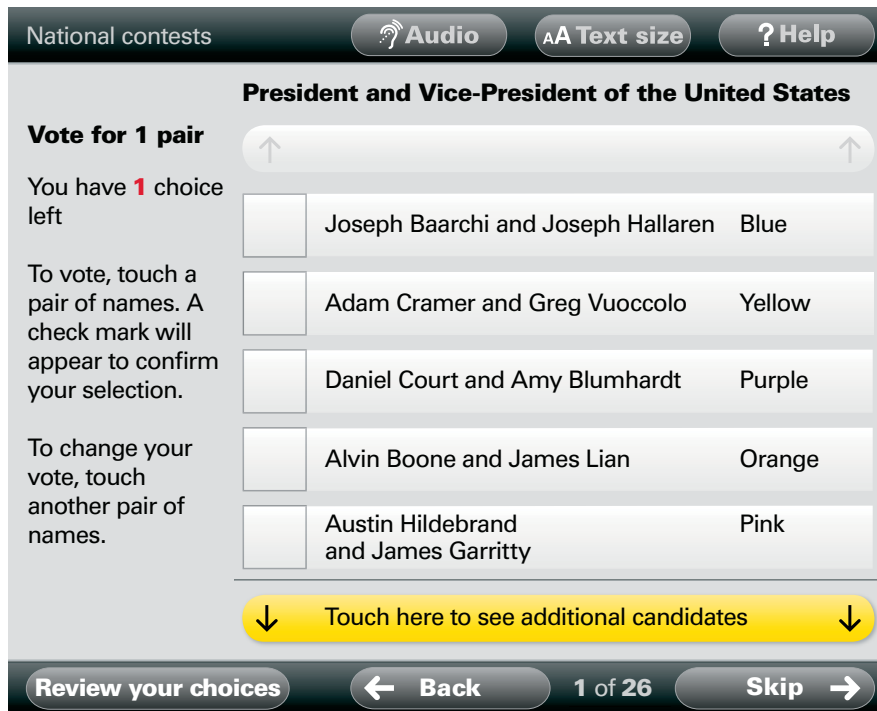 National contests
Audio
AA Text size
? Help
President and Vice-President of the United States
Vote for 1 pair
You have 1 choice
left
To vote, touch a
pair of names. A
check mark will
appear to confirm
your selection.
To change your
vote, touch
another pair of
names.
Joseph Baarchi and Joseph Hallaren Blue
Adam Cramer and Greg Vuoccolo Yellow
Daniel Court and Amy Blumhardt Purple
Alvin Boone and James Lian Orange
Austin Hildebrand Pink
and James Garritty
Touch here to see additional candidates
Review your choices
Back
1 of 26
Skip